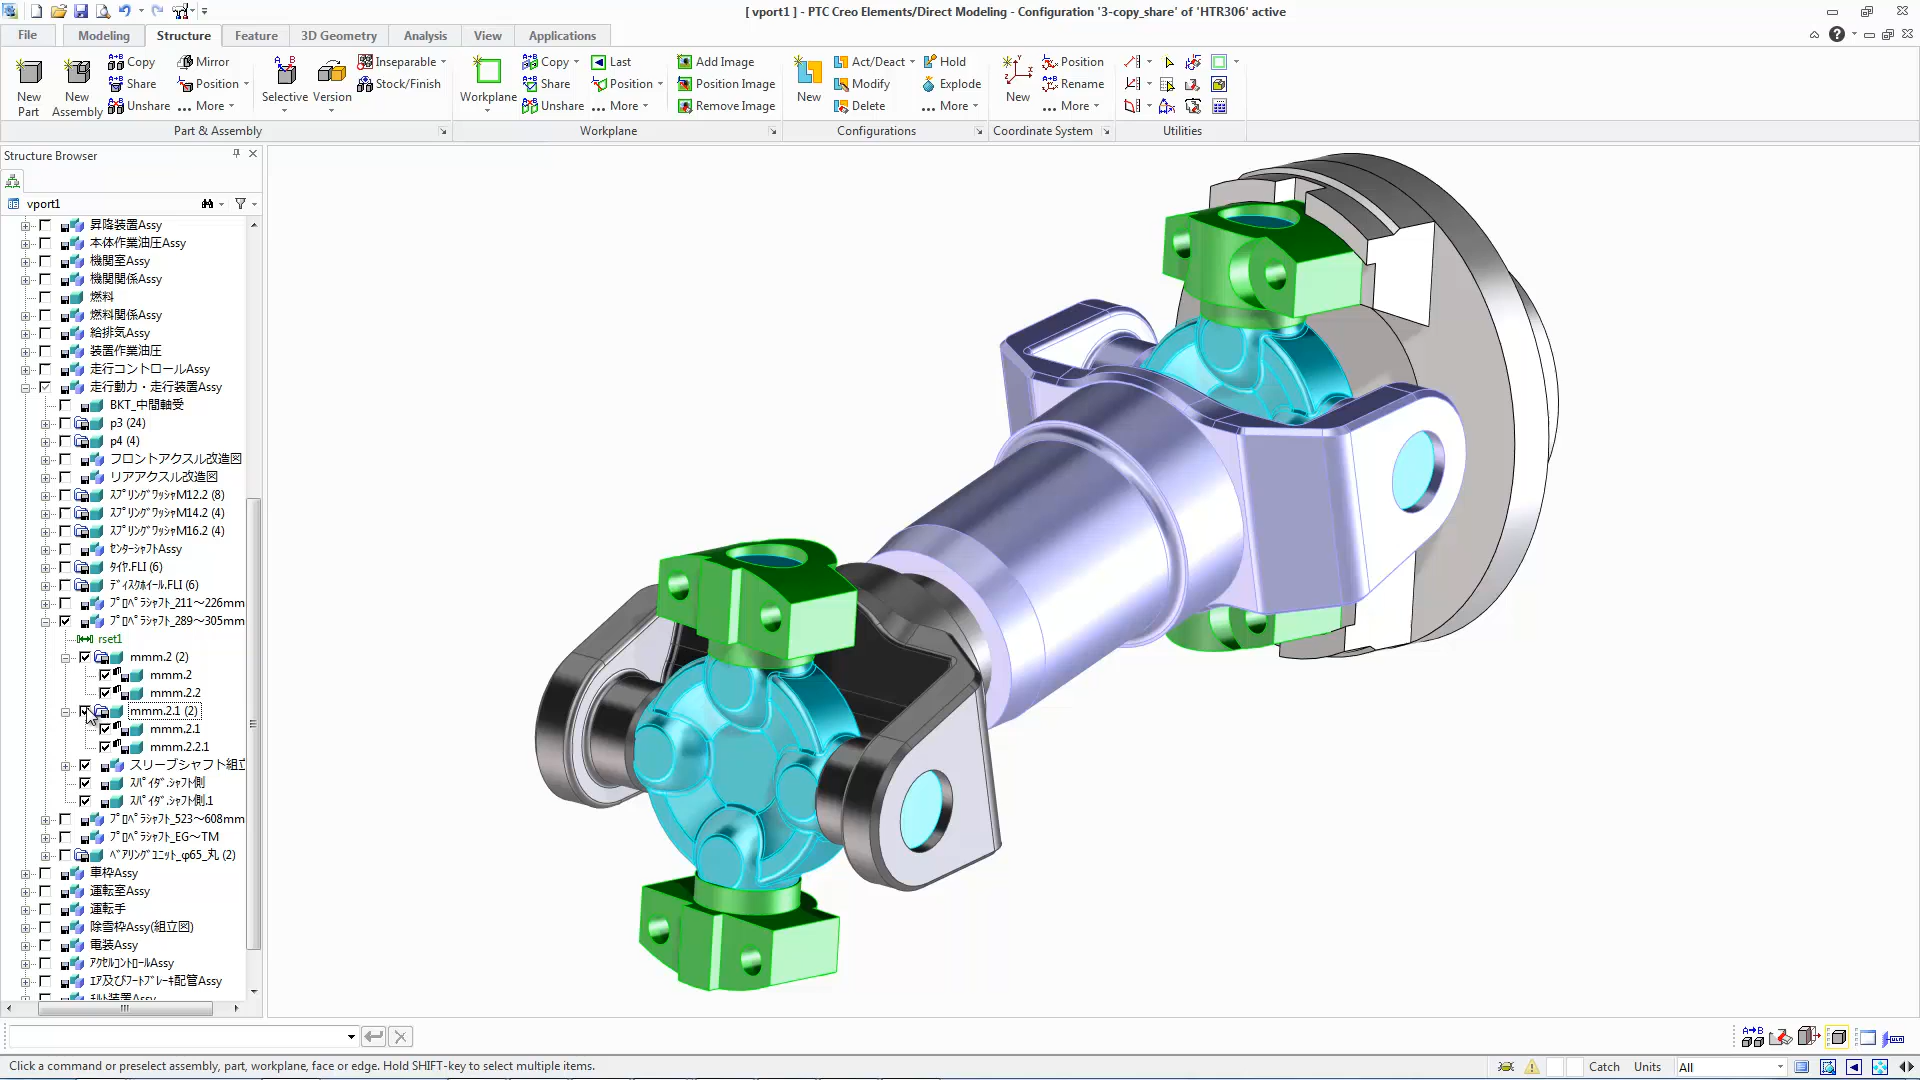 [ vport1 ] - PTC Creo Elements/Direct Modeling - Configuration '3-copy_share' of 'HTR306' active
File
Modeling
Structure
Feature
3D Geometry
Analysis
View
Applications
New Part
New Assembly
Copy
Share
Unshare
Mirror
Position
... More
Selective
Version
Inseparable
Stock/Finish
Part & Assembly
Workplane
Copy
Share
Unshare
Last
Position
... More
Add Image
Position Image
Remove Image
Workplane
New
Act/Deact
Modify
Delete
Hold
Explode
... More
Configurations
New
Position
Rename
... More
Coordinate System
Utilities
Structure Browser
vport1
昇降装置Assy
本体作業油圧Assy
機関室Assy
機関関係Assy
燃料
燃料関係Assy
給排気Assy
装置作業油圧
走行コントロールAssy
走行動力・走行装置Assy
BKT_中間軸受
p3 (24)
p4 (4)
フロントアクスル改造図
リアアクスル改造図
ｽﾌﾟﾘﾝｸﾞﾜｯｼｬM12.2 (8)
ｽﾌﾟﾘﾝｸﾞﾜｯｼｬM14.2 (4)
ｽﾌﾟﾘﾝｸﾞﾜｯｼｬM16.2 (4)
ｾﾝﾀｰｼｬﾌﾄAssy
ﾀｲﾔ.FLI (6)
ﾃﾞｨｽｸﾎｲｰﾙ.FLI (6)
ﾌﾟﾛﾍﾟﾗｼｬﾌﾄ_211～226mm
ﾌﾟﾛﾍﾟﾗｼｬﾌﾄ_289～305mm
rset1
mmm.2 (2)
mmm.2
mmm.2.2
mmm.2.1 (2)
mmm.2.1
mmm.2.2.1
スリーブシャフト組立
ｽﾊﾟｲﾀﾞ.ｼｬﾌﾄ側
ｽﾊﾟｲﾀﾞ.ｼｬﾌﾄ側.1
ﾌﾟﾛﾍﾟﾗｼｬﾌﾄ_523～608mm
ﾌﾟﾛﾍﾟﾗｼｬﾌﾄ_EG～TM
ﾍﾞｱﾘﾝｸﾞﾕﾆｯﾄ_φ65_丸 (2)
車枠Assy
運転室Assy
運転手
除雪枠Assy(組立図)
電装Assy
ｱｸｾﾙｺﾝﾄﾛｰﾙAssy
ｴｱ及びﾌｰﾄﾌﾞﾚｰｷ配管Assy
ﾁﾙﾄ装置Assy
Click a command or preselect assembly, part, workplane, face or edge. Hold SHIFT-key to select multiple items.
Catch
Units
All